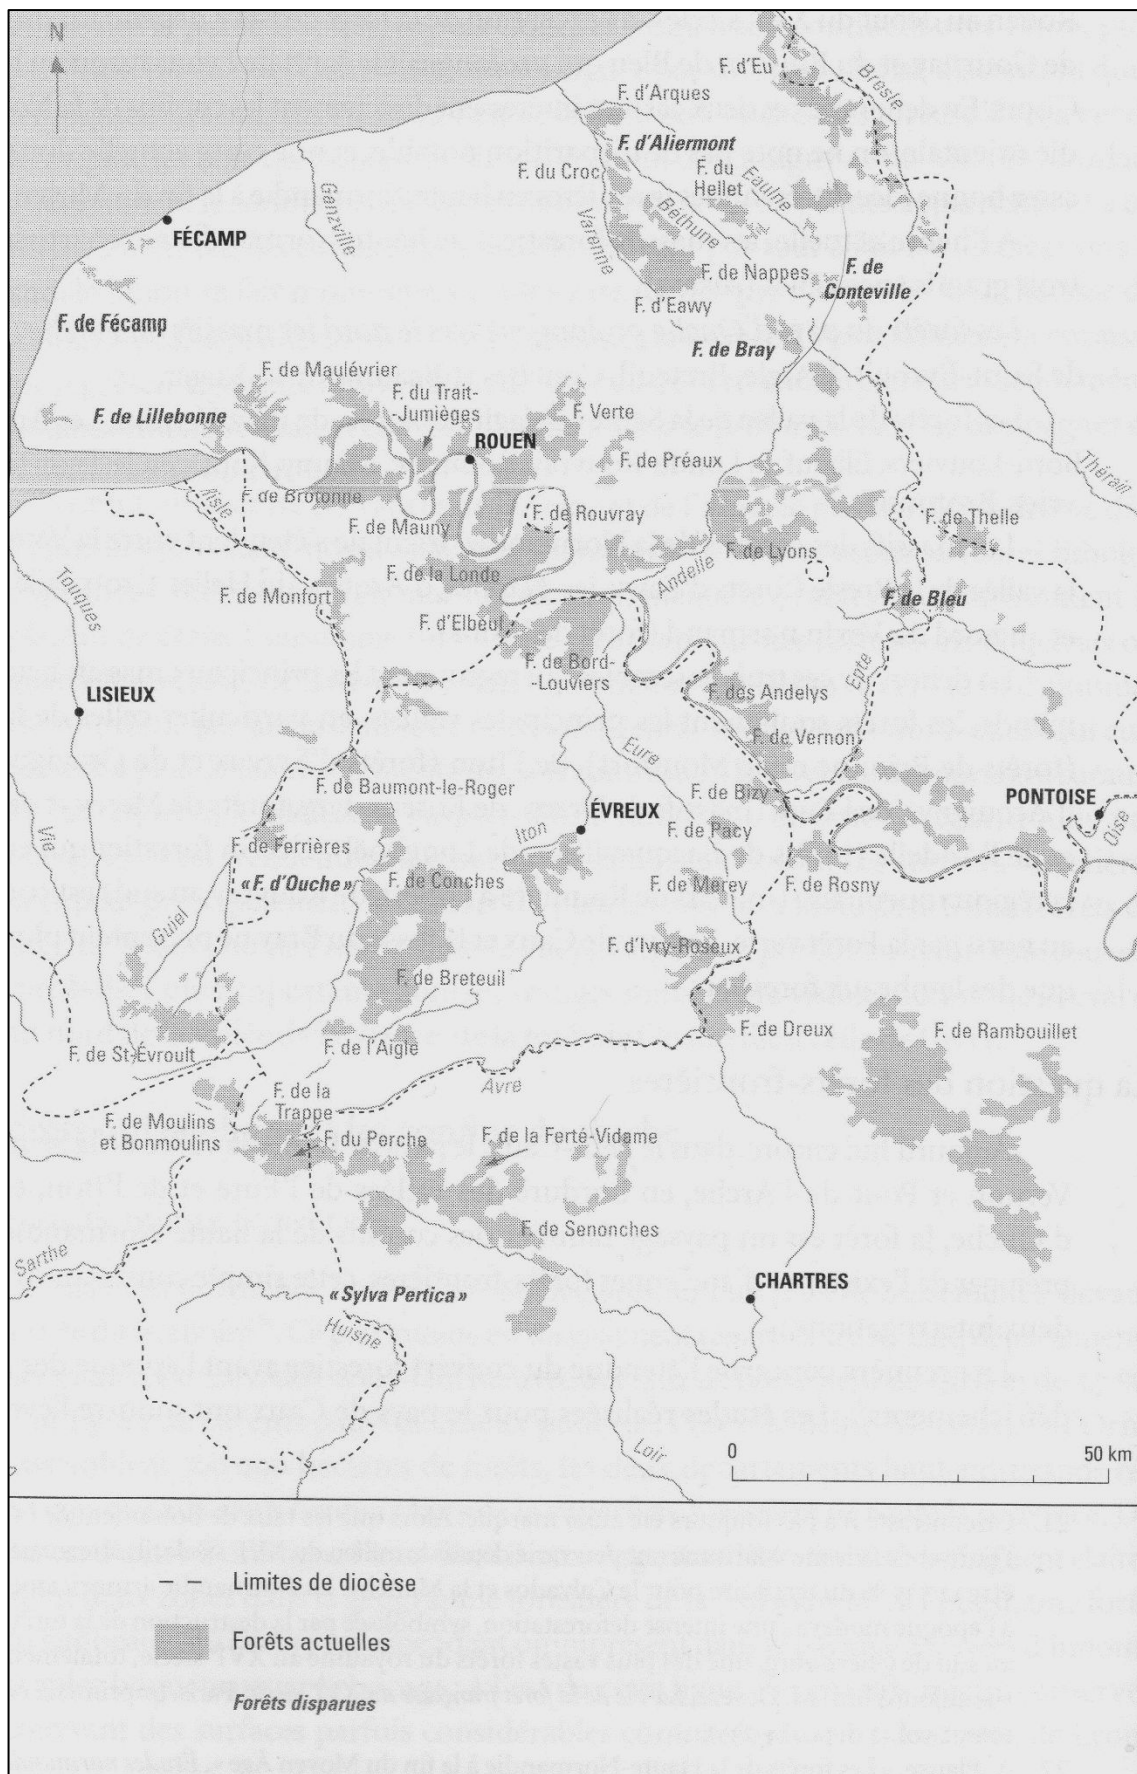 N
F. d'Eu
Bresle
F. d'Arques
F. d'Aliermont
F. du Croc
F. du
Hellet
Eaulne
Béthune
Varenne
Ganzville
FÉCAMP
F. de Nappes
F. de
Conteville
F. d'Eawy
F. de Fécamp
F. de Bray
F. de Maulévrier
F. du Trait-
-Jumièges
F. de Lillebonne
F. Verte
ROUEN
F. de Préaux
Thérain
Risle
F. de Brotonne
F. de Mauny
F. de Rouvray
F. de Thelle
F. de Lyons
Andelle
F. de la Londe
Touques
F. de Monfort
F. de Bleu
F. d'Elbeuf
F. de Bord-
-Louviers
LISIEUX
F. des Andelys
Epte
F. de Vernon
Eure
F. de Baumont-le-Roger
F. de Bizy
PONTOISE
ÉVREUX
Oise
Iton
F. de Pacy
Vie
F. de Ferrières
« F. d'Ouche »
F. de Conches
F. de Merey
F. de Rosny
Guiel
F. d'Ivry-Roseux
F. de Breteuil
F. de Dreux
F. de Rambouillet
F. de St-Évroult
F. de l'Aigle
Avre
F. de la
Trappe
F. de Moulins
et Bonmoulins
F. du Perche
F. de la Ferté-Vidame
F. de Senonches
Sarthe
« Sylva Pertica »
CHARTRES
Huisne
Loir
0
50 km
Limites de diocèse
Forêts actuelles
Forêts disparues